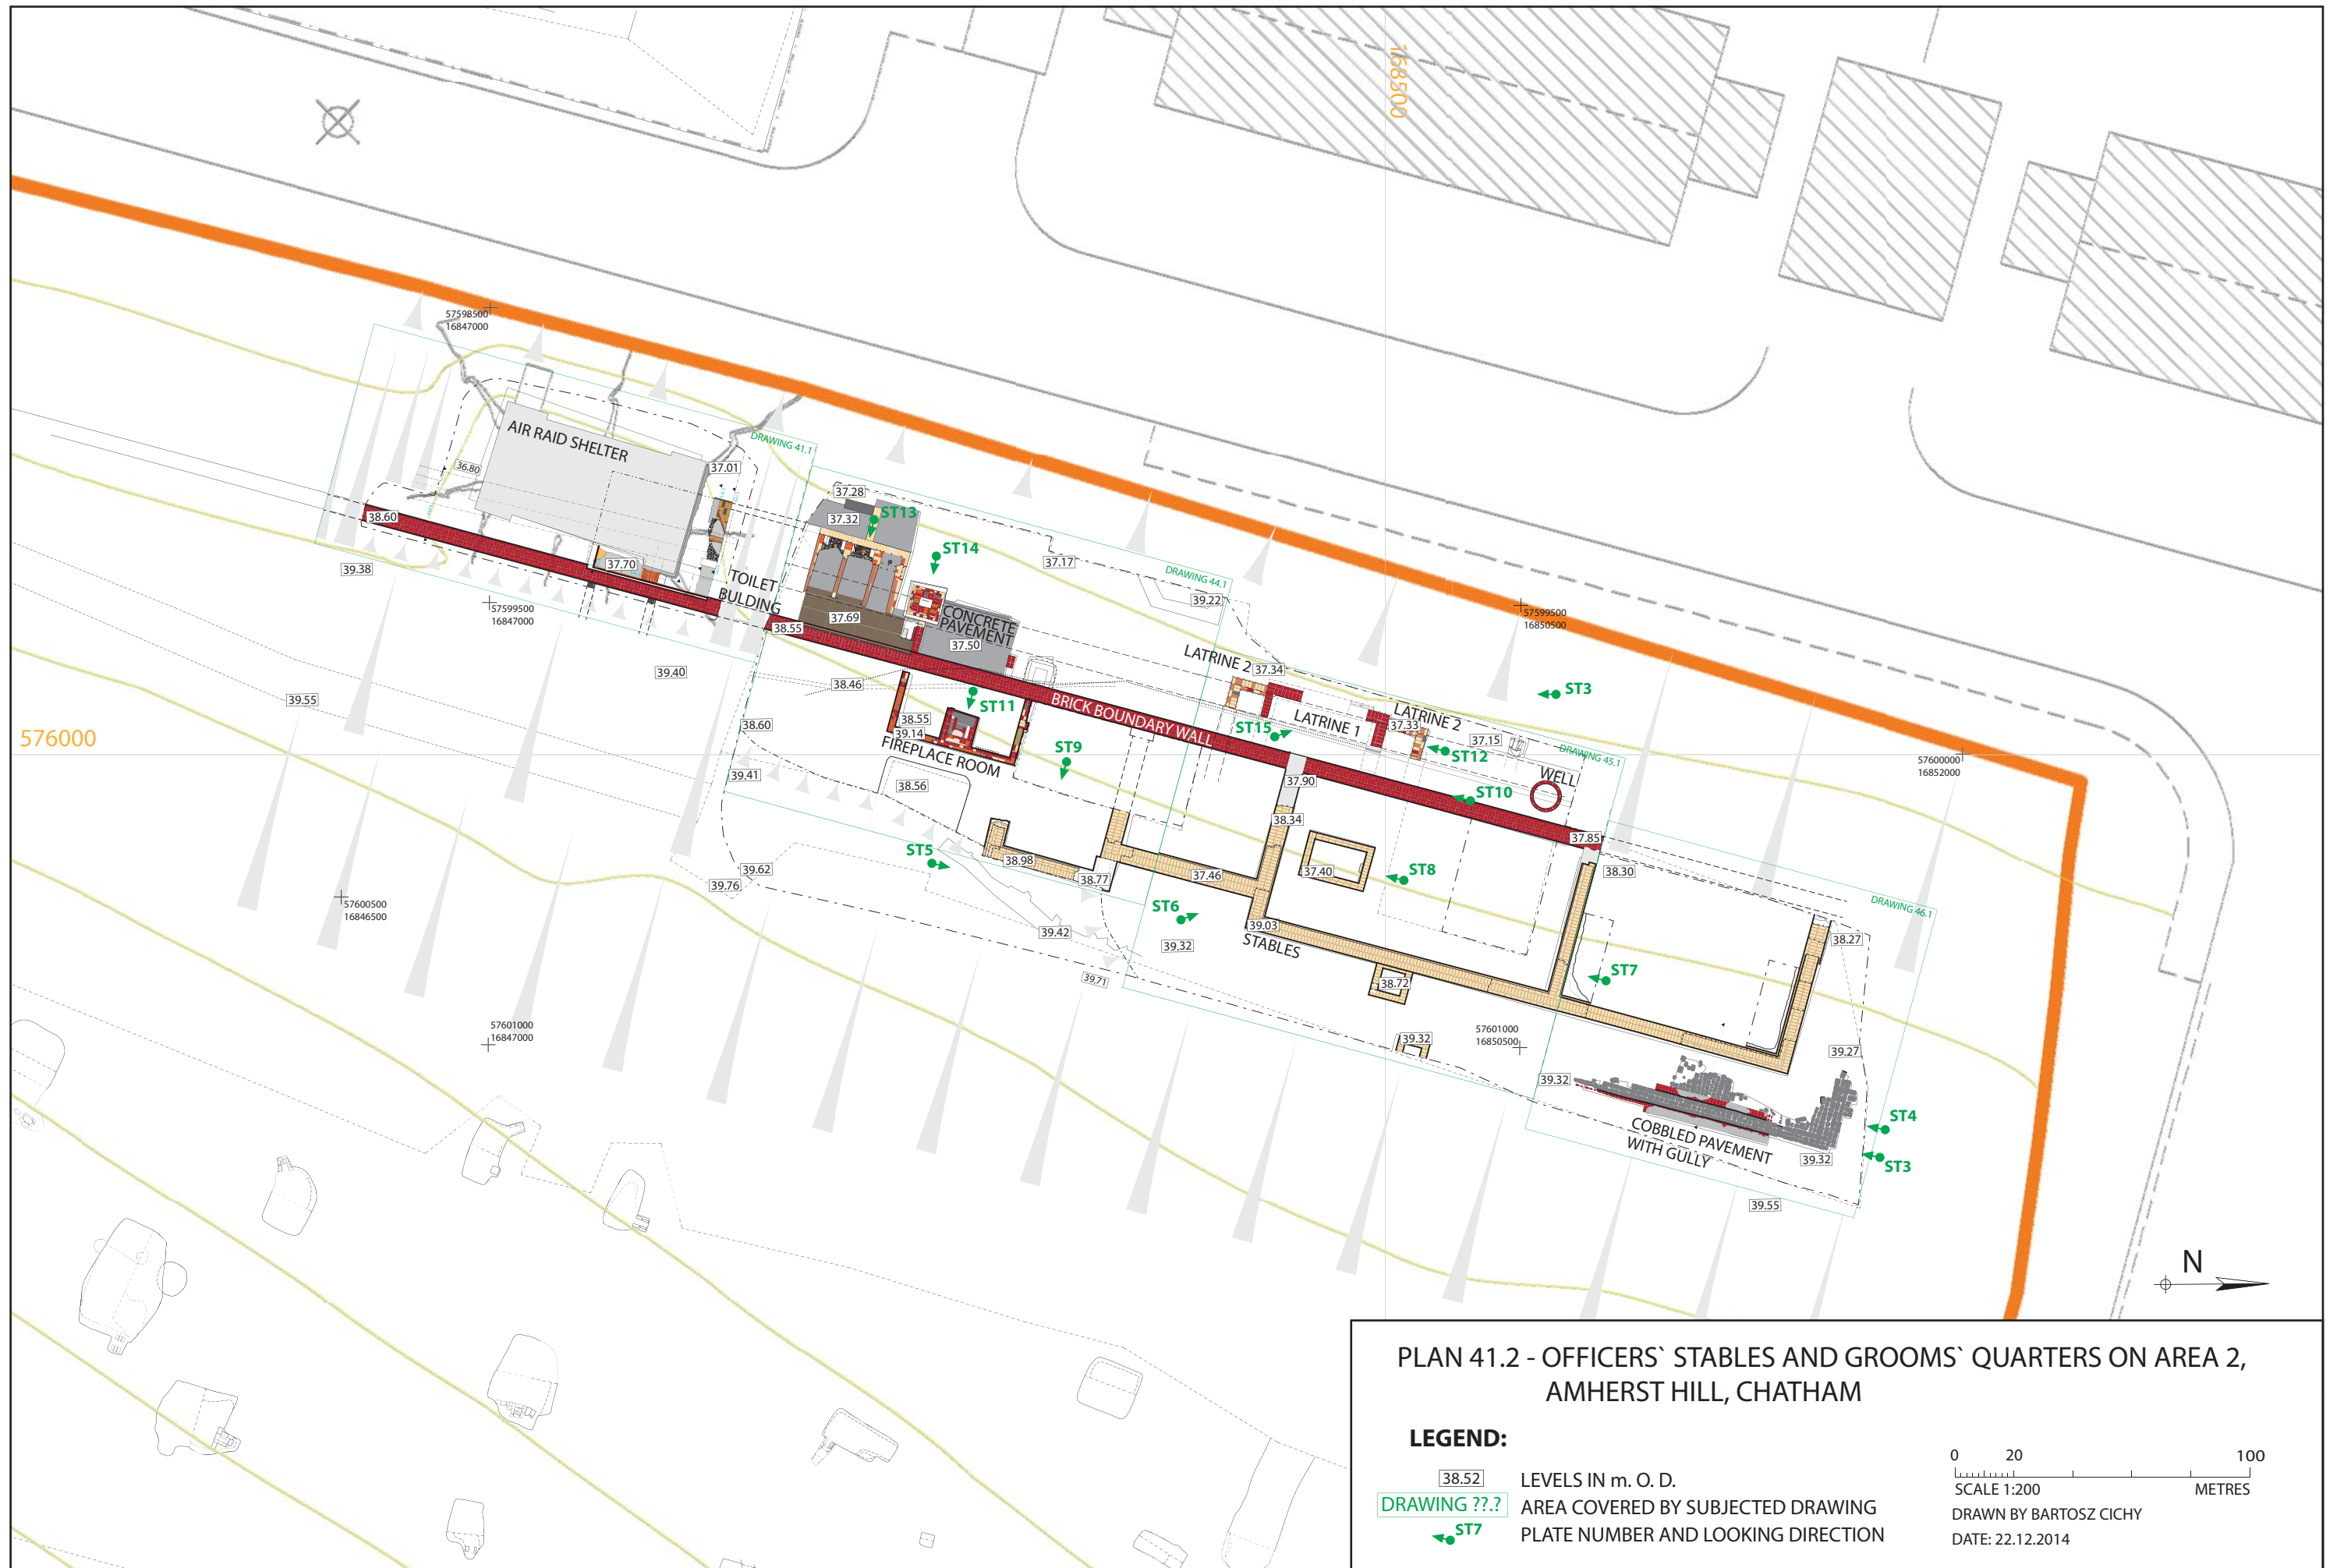 168500
57598500
16847000
AIR RAID SHELTER
DRAWING 41.1
36.80
37.01
37.28
38.60
37.32
ST13
ST14
37.17
39.38
37.70
TOILET
BULDING
DRAWING 44.1
39.22
57599500
16847000
37.69
38.55
CONCRETE
PAVEMENT
37.50
57599500
16850500
39.40
38.46
LATRINE 2
37.34
ST3
39.55
ST11
BRICK BOUNDARY WALL
LATRINE 1
LATRINE 2
37.33
38.60
38.55
39.14
FIREPLACE ROOM
ST15
37.15
576000
ST9
ST12
DRAWING 45.1
57600000
16852000
39.41
38.56
37.90
WELL
ST10
38.34
37.85
ST5
38.98
38.77
37.46
37.40
ST8
38.30
39.62
39.76
57600500
16846500
ST6
39.03
DRAWING 46.1
39.42
39.32
STABLES
38.27
39.71
38.72
ST7
57601000
16847000
57601000
16850500
39.32
39.27
39.32
COBBLED PAVEMENT
WITH GULLY
39.32
ST4
ST3
39.55
N
PLAN 41.2 - OFFICERS` STABLES AND GROOMS` QUARTERS ON AREA 2,
AMHERST HILL, CHATHAM
LEGEND:
38.52 LEVELS IN m. O. D.
DRAWING ??.? AREA COVERED BY SUBJECTED DRAWING
ST7 PLATE NUMBER AND LOOKING DIRECTION
0 20 100
SCALE 1:200 METRES
DRAWN BY BARTOSZ CICHY
DATE: 22.12.2014